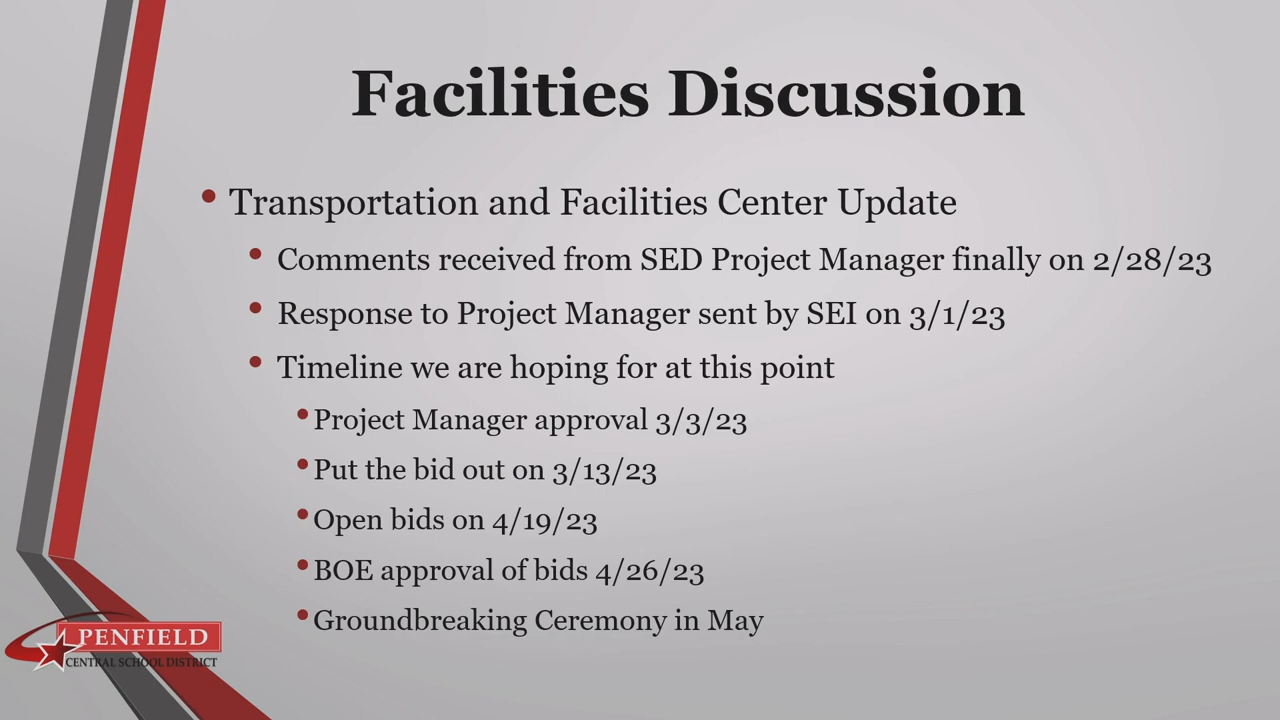 Facilities Discussion
• Transportation and Facilities Center Update
• Comments received from SED Project Manager finally on 2/28/23
• Response to Project Manager sent by SEI on 3/1/23
• Timeline we are hoping for at this point
• Project Manager approval 3/3/23
• Put the bid out on 3/13/23
• Open bids on 4/19/23
• BOE approval of bids 4/26/23
• Groundbreaking Ceremony in May
PENFIELD
CENTRAL SCHOOL DISTRICT